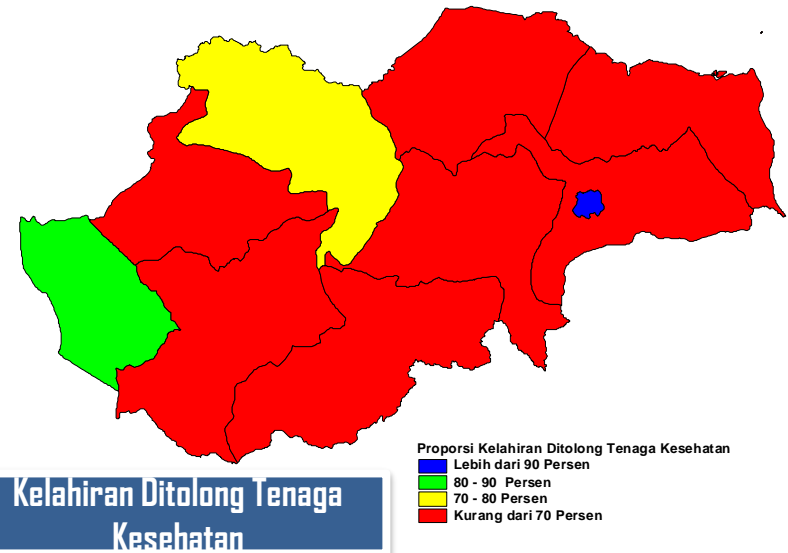 Proporsi Kelahiran Ditolong Tenaga Kesehatan
Lebih dari 90 Persen
80 - 90 Persen
70 - 80 Persen
Kurang dari 70 Persen
Kelahiran Ditolong Tenaga
Kesehatan